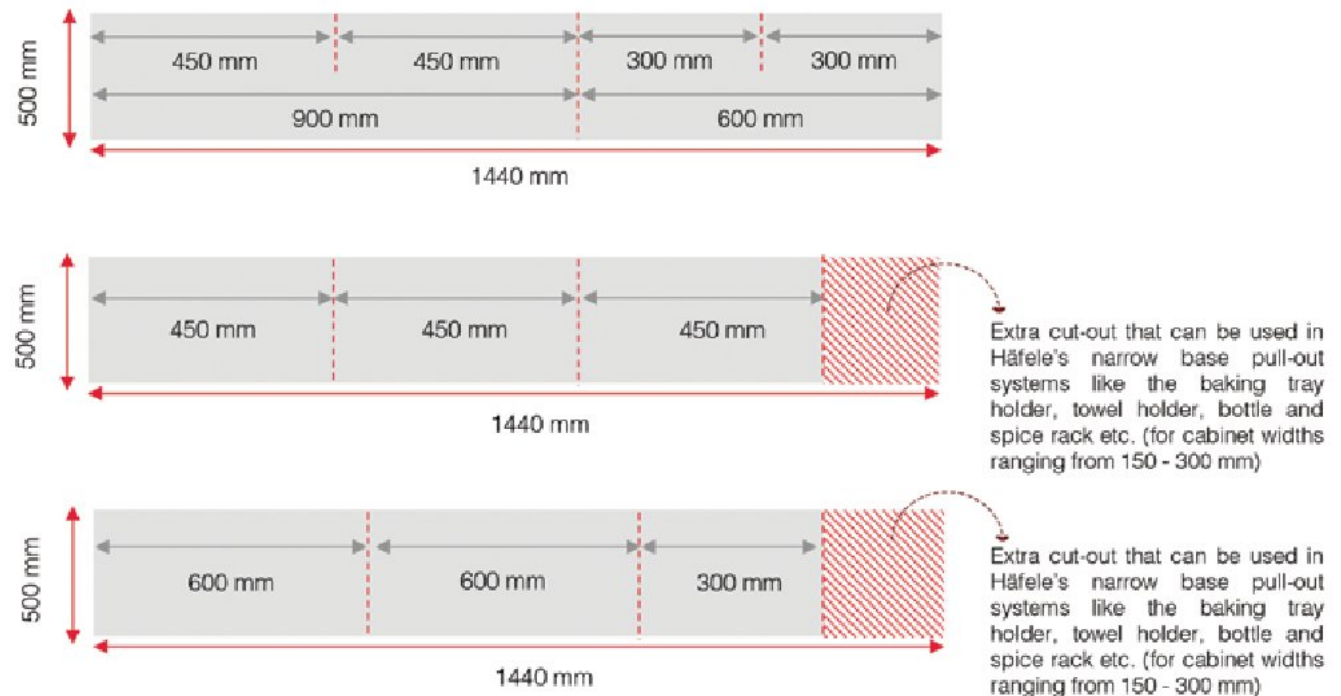 500 mm
450 mm
450 mm
300 mm
300 mm
900 mm
600 mm
1440 mm
500 mm
450 mm
450 mm
450 mm
1440 mm
Extra cut-out that can be used in
Häfele's narrow base pull-out
systems like the baking tray
holder, towel holder, bottle and
spice rack etc. (for cabinet widths
ranging from 150 - 300 mm)
500 mm
600 mm
600 mm
300 mm
1440 mm
Extra cut-out that can be used in
Häfele's narrow base pull-out
systems like the baking tray
holder, towel holder, bottle and
spice rack etc. (for cabinet widths
ranging from 150 - 300 mm)